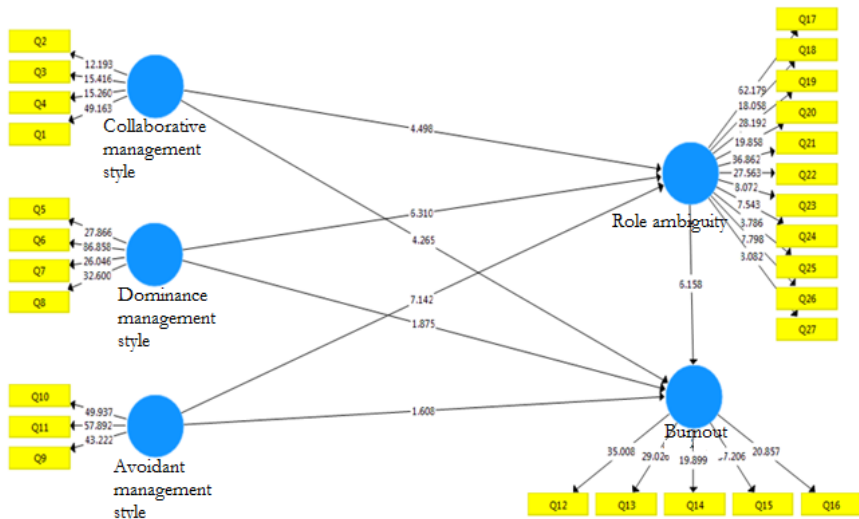 Q2
Q3
Q4
Q1
12.193
15.416
15.260
49.163
Collaborative
management
style
Q5
Q6
Q7
Q8
27.866
86.858
26.046
32.600
Dominance
management
style
Q10
Q11
Q9
49.937
57.892
43.222
Avoidant
management
style
4.498
6.310
4.265
7.142
1.875
1.608
6.158
Q17
Q18
Q19
Q20
Q21
Q22
Q23
Q24
Q25
Q26
Q27
62.179
18.058
28.192
19.858
36.862
27.563
8.072
7.543
3.786
7.798
3.082
Role ambiguity
Burnout
35.008
19.899
20.857
Q12
Q13
Q14
Q15
Q16